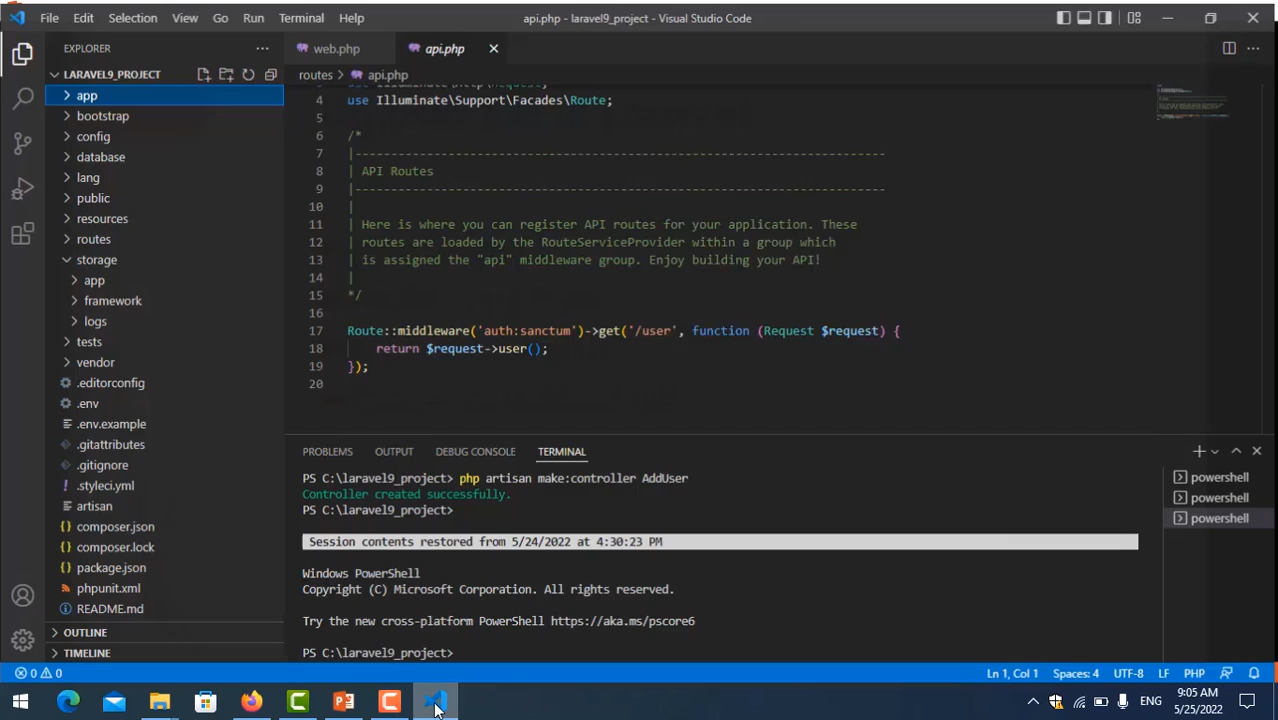 File Edit Selection View Go Run Terminal Help
api.php - laravel9_project - Visual Studio Code
EXPLORER
web.php
api.php
LARAVEL9_PROJECT
routes > api.php
app
bootstrap
config
database
lang
public
resources
routes
storage
app
framework
logs
tests
vendor
.editorconfig
.env
.env.example
.gitattributes
.gitignore
.styleci.yml
artisan
composer.json
composer.lock
package.json
phpunit.xml
README.md
OUTLINE
TIMELINE
3 use Illuminate\Http\Request;
4 use Illuminate\Support\Facades\Route;
5
6 /*
7 |--------------------------------------------------------------------------
8 | API Routes
9 |--------------------------------------------------------------------------
10 |
11 | Here is where you can register API routes for your application. These
12 | routes are loaded by the RouteServiceProvider within a group which
13 | is assigned the "api" middleware group. Enjoy building your API!
14 |
15 */
16
17 Route::middleware('auth:sanctum')->get('/user', function (Request $request) {
18 return $request->user();
19 });
20
PROBLEMS OUTPUT DEBUG CONSOLE TERMINAL
PS C:\laravel9_project> php artisan make:controller AddUser
Controller created successfully.
PS C:\laravel9_project>
Session contents restored from 5/24/2022 at 4:30:23 PM
Windows PowerShell
Copyright (C) Microsoft Corporation. All rights reserved.
Try the new cross-platform PowerShell https://aka.ms/pscore6
PS C:\laravel9_project>
powershell
powershell
powershell
0 0
Ln 1, Col 1 Spaces: 4 UTF-8 LF PHP
ENG
9:05 AM
5/25/2022